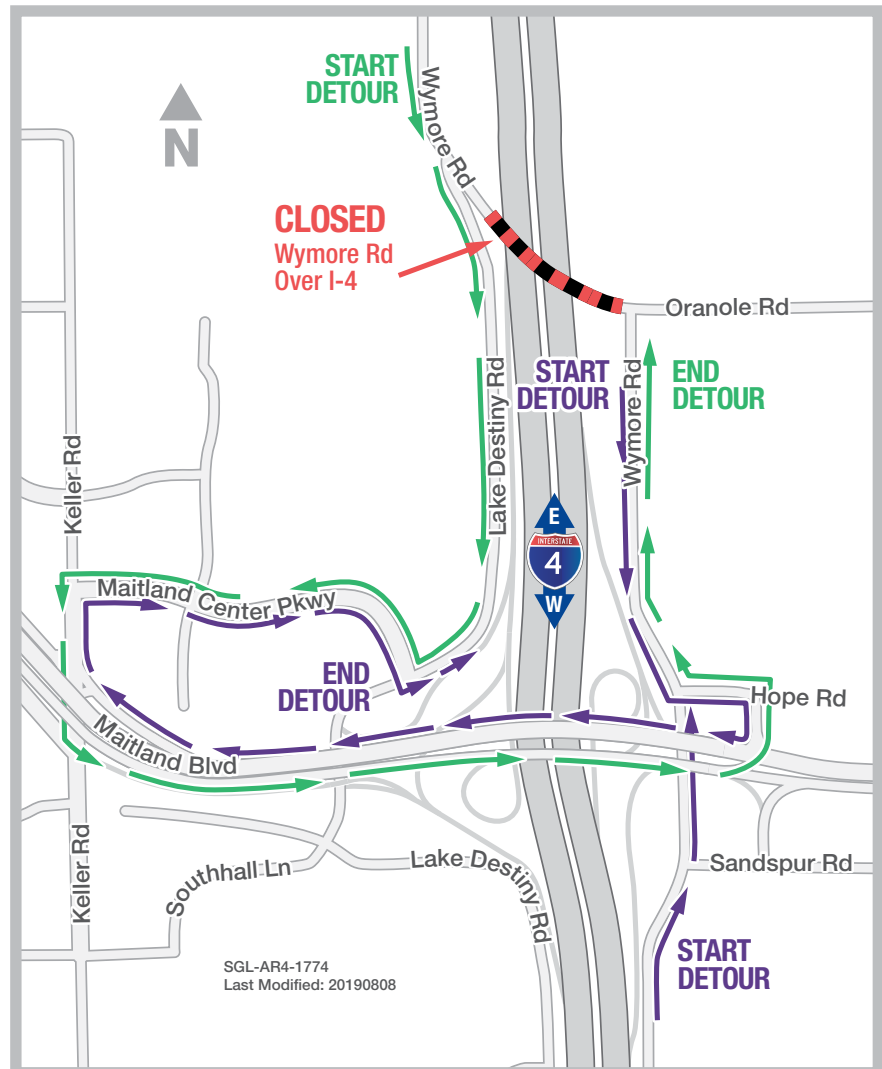 START
DETOUR
Wymore Rd
N
CLOSED
Wymore Rd
Over I-4
Oranole Rd
START
DETOUR
END
DETOUR
Wymore Rd
Lake Destiny Rd
Keller Rd
E
INTERSTATE
4
W
Maitland Center Pkwy
END
DETOUR
Hope Rd
Maitland Blvd
Keller Rd
Southhall Ln
Lake Destiny Rd
Sandspur Rd
START
DETOUR
SGL-AR4-1774
Last Modified: 20190808